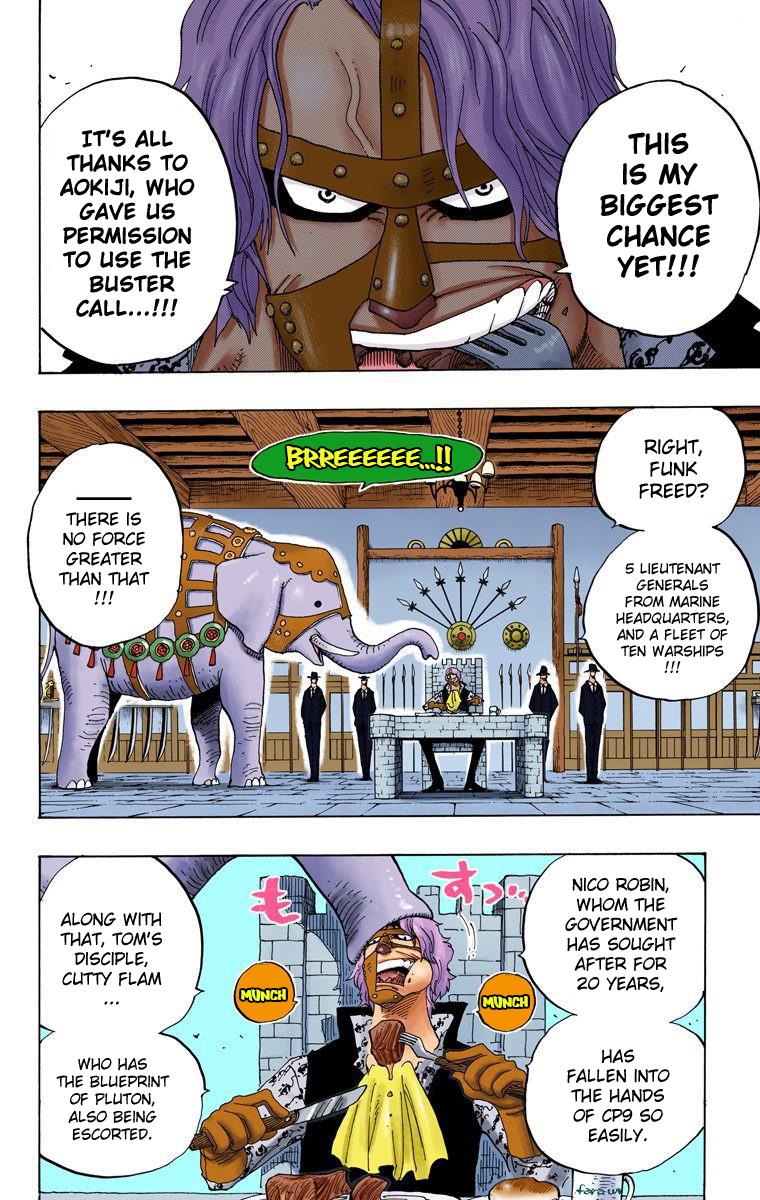 THIS
IS MY
BIGGEST
CHANCE
YET!!!
IT'S ALL
THANKS TO
AOKIJI, WHO
GAVE US
PERMISSION
TO USE THE
BUSTER
CALL...!!!
RIGHT,
FUNK
FREED?
5 LIEUTENANT
GENERALS
FROM MARINE
HEADQUARTERS,
AND A FLEET OF
TEN WARSHIPS
!!!
BRREEEEEE...!!
THERE IS
NO FORCE
GREATER
THAN THAT
!!!
NICO ROBIN,
WHOM THE
GOVERNMENT
HAS SOUGHT
AFTER FOR
20 YEARS,
HAS
FALLEN INTO
THE HANDS
OF CP9 SO
EASILY.
すっ
MUNCH
も
MUNCH
ALONG WITH
THAT, TOM'S
DISCIPLE,
CUTTY FLAM
...
WHO HAS
THE BLUEPRINT
OF PLUTON,
ALSO BEING
ESCORTED.